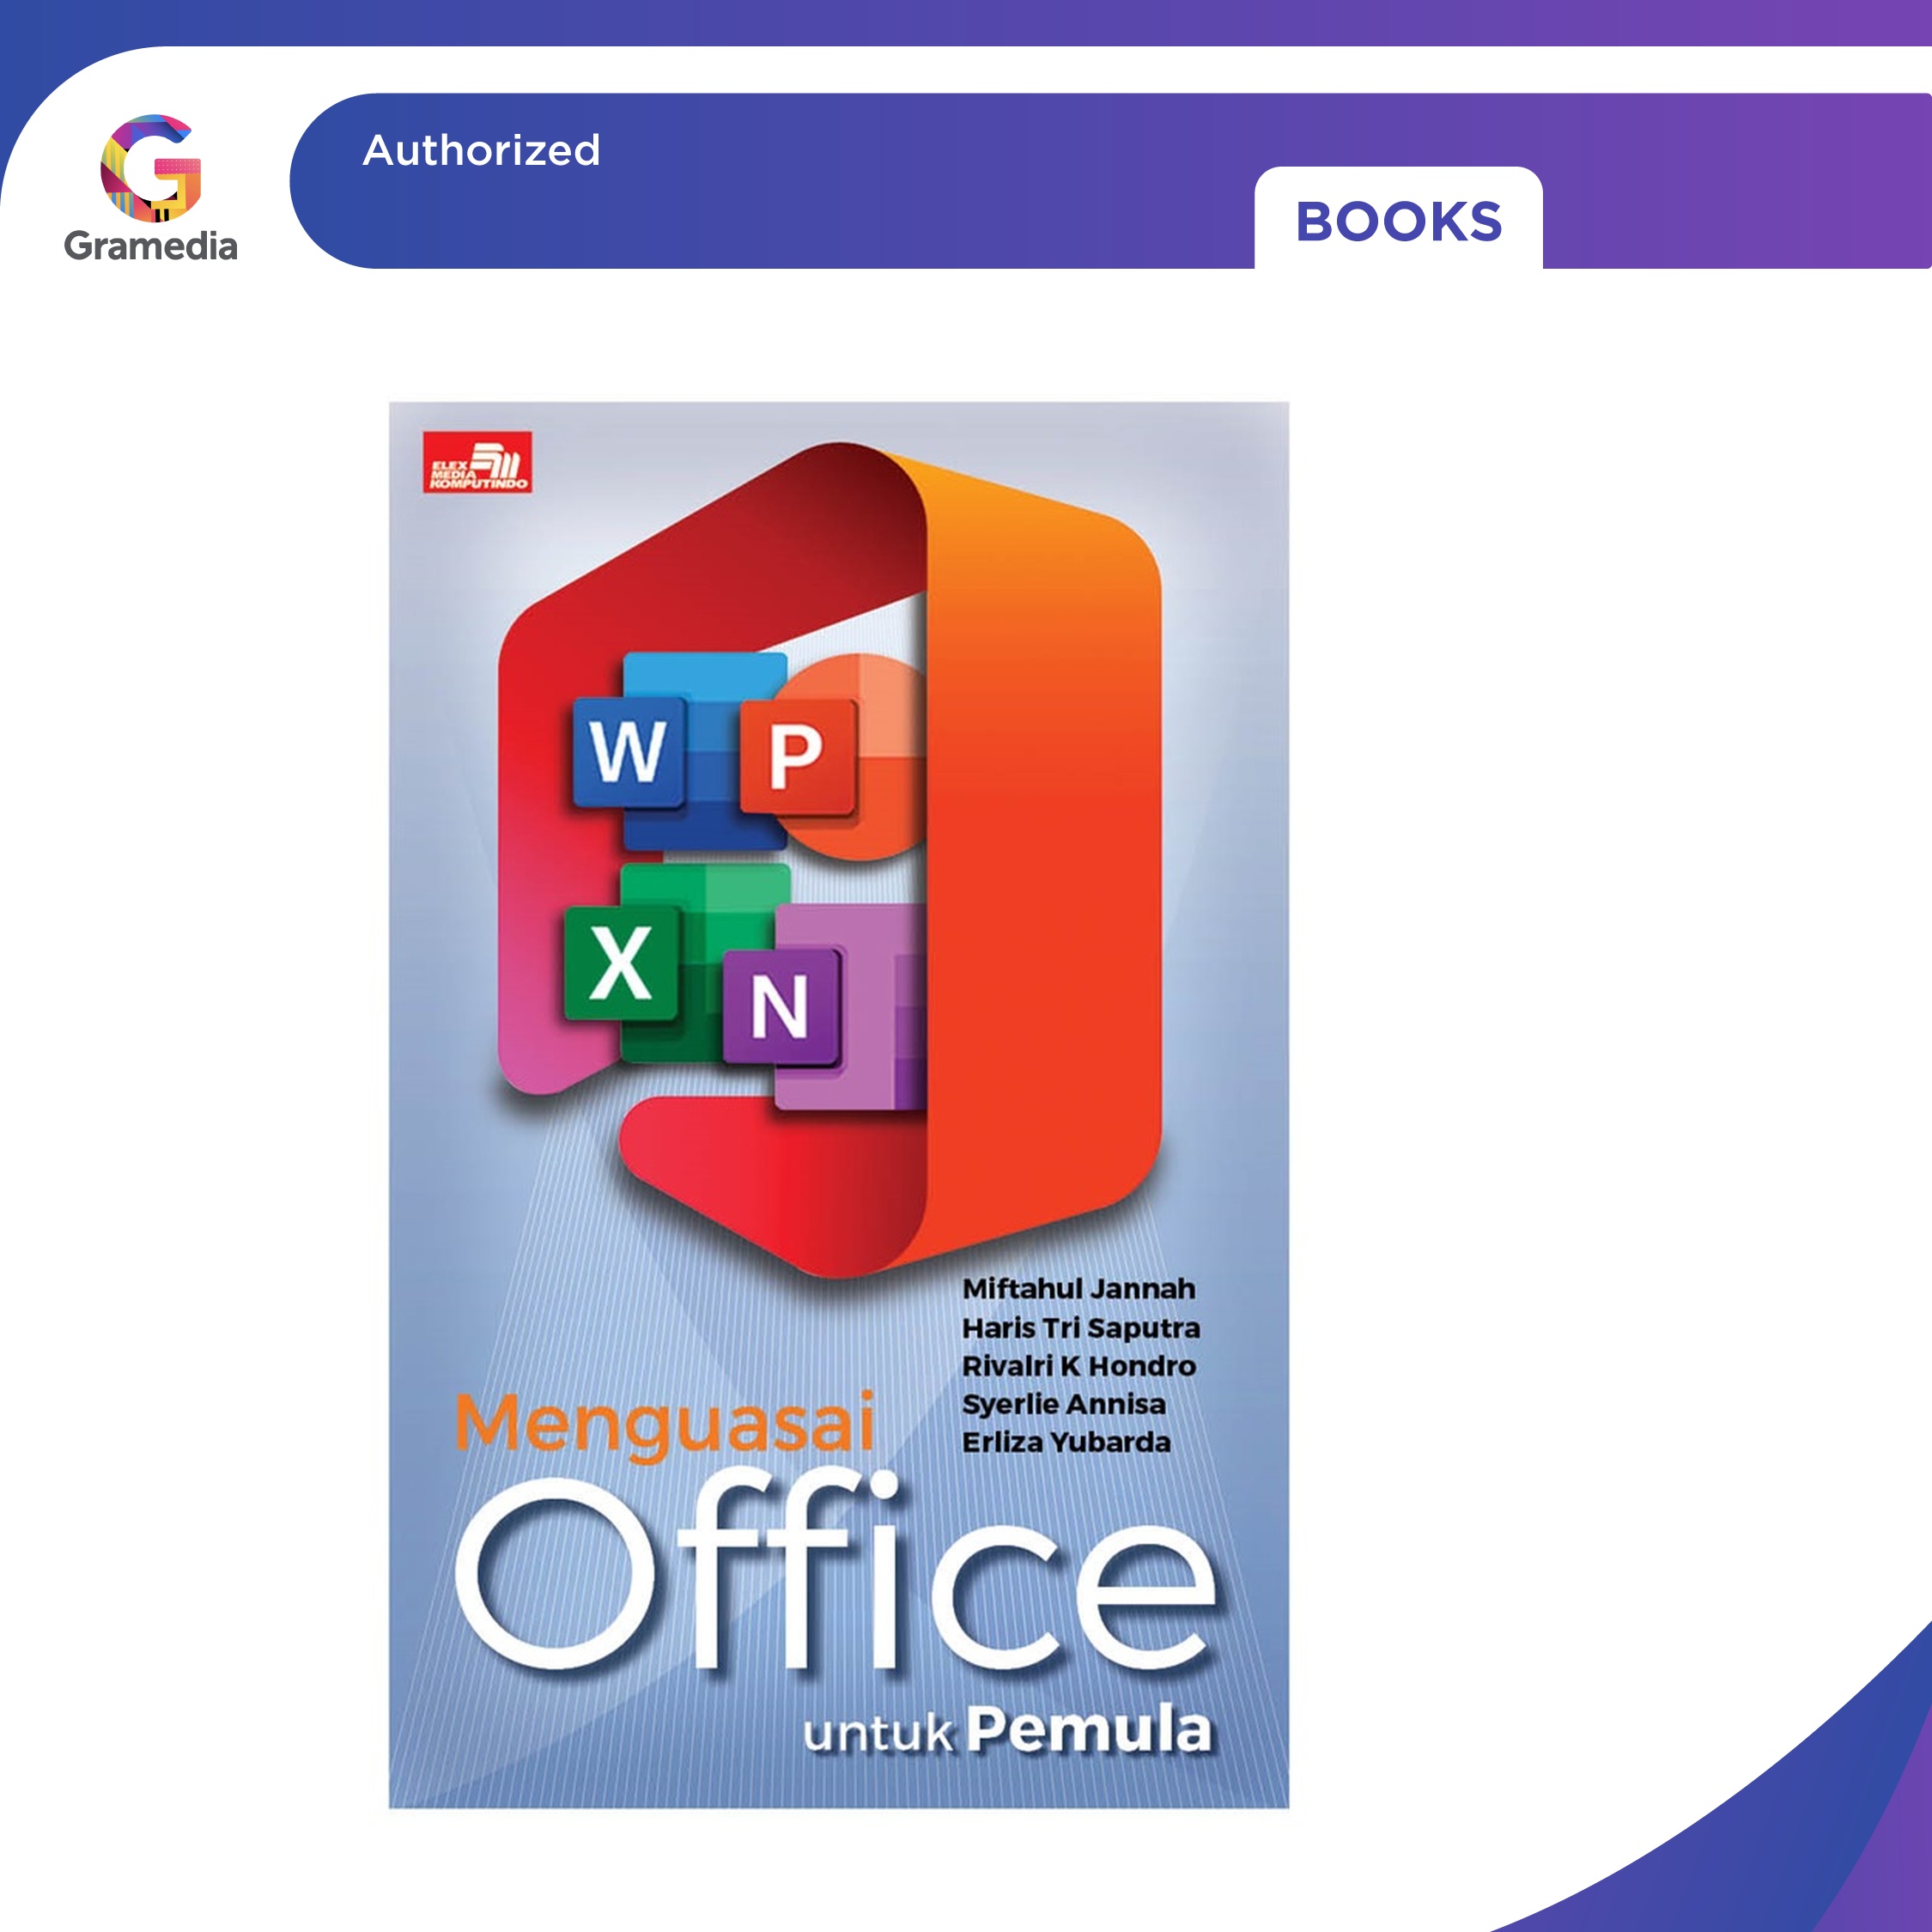 Authorized
BOOKS
Gramedia
ELEX
MEDIA
KOMPUTINDO
W
P
X
N
Miftahul Jannah
Haris Tri Saputra
Rivalri K Hondro
Syerlie Annisa
Erliza Yubarda
Menguasai
Office
untuk Pemula